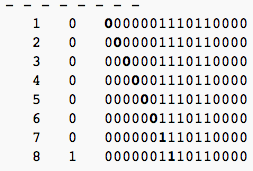 – – – – – – – –
1 0 0000001110110000
2 0 0000001110110000
3 0 0000001110110000
4 0 0000001110110000
5 0 0000001110110000
6 0 0000001110110000
7 0 0000001110110000
8 1 0000001110110000